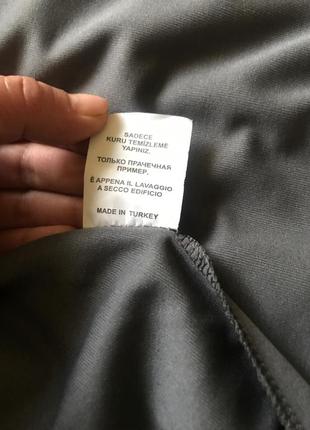 SADECE
KURU TEMİZLEME
YAPINIZ.
ТОЛЬКО ПРАЧЕЧНАЯ
ПРИМЕР.
È APPENA IL LAVAGGIO
A SECCO EDIFICIO
MADE IN TURKEY